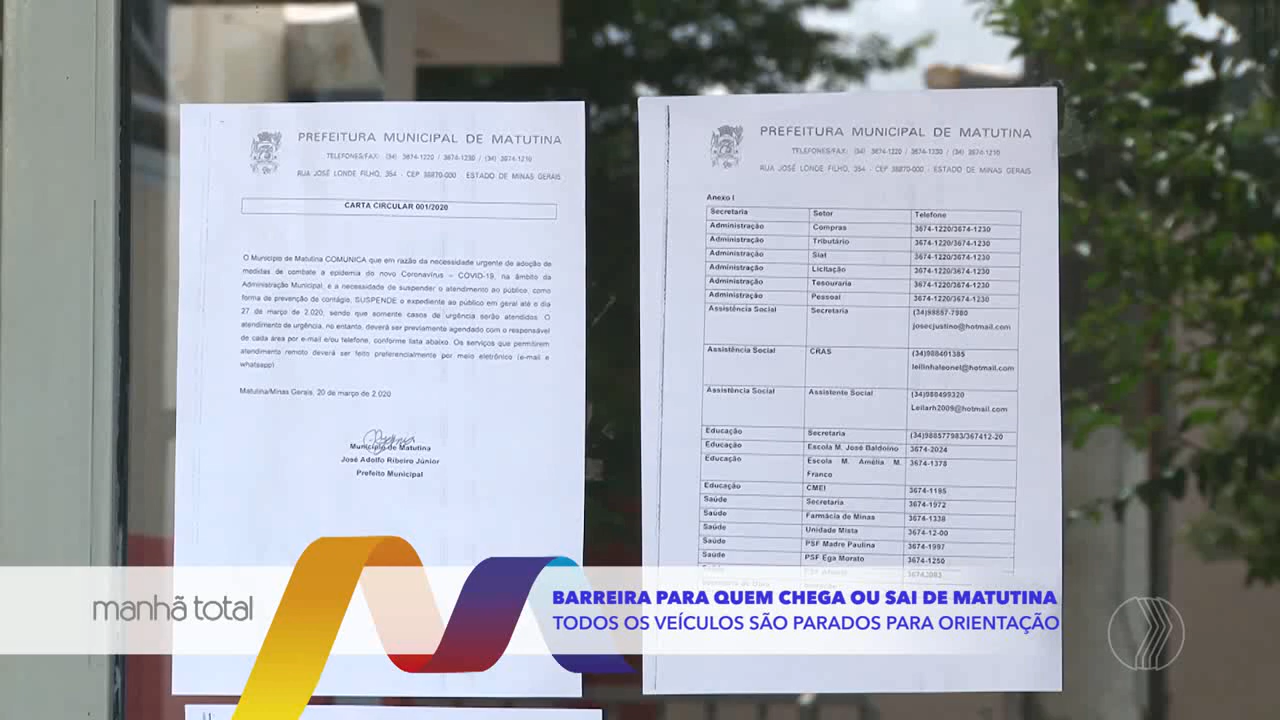 PREFEITURA MUNICIPAL DE MATUTINA
TELEFONES/FAX: (34) 3674-1220 / 3674-1230 / (34) 3674-1210
RUA JOSÉ LONDE FILHO, 354 - CEP 38870-000 - ESTADO DE MINAS GERAIS
CARTA CIRCULAR 001/2020
O Município de Matutina COMUNICA que em razão da necessidade urgente de adoção de
medidas de combate a epidemia do novo Coronavírus – COVID-19, na âmbito da
Administração Municipal, e a necessidade de suspender o atendimento ao público, como
forma de prevenção de contágio, SUSPENDE o expediente ao público em geral até o dia
27 de março de 2.020, sendo que somente casos de urgência serão atendidos. O
atendimento de urgência, no entanto, deverá ser previamente agendado com o responsável
de cada área por e-mail e/ou telefone, conforme lista abaixo. Os serviços que permitirem
atendimento remoto deverá ser feito preferencialmente por meio eletrônico (e-mail e
whatsapp)
Matutina/Minas Gerais, 20 de março de 2.020
Município de Matutina
José Adolfo Ribeiro Júnior
Prefeito Municipal
PREFEITURA MUNICIPAL DE MATUTINA
TELEFONES/FAX: (34) 3674-1220 / 3674-1230 / (34) 3674-1210
RUA JOSÉ LONDE FILHO, 354 - CEP 38870-000 - ESTADO DE MINAS GERAIS
Anexo I
Secretaria Setor Telefone
Administração Compras 3674-1220/3674-1230
Administração Tributário 3674-1220/3674-1230
Administração Siat 3674-1220/3674-1230
Administração Licitação 3674-1220/3674-1230
Administração Tesouraria 3674-1220/3674-1230
Administração Pessoal 3674-1220/3674-1230
Assistência Social Secretaria (34)98857-7980
josecjustino@hotmail.com
Assistência Social CRAS (34)988401385
leilinhaleonel@hotmail.com
Assistência Social Assistente Social (34)988499320
Leilarh2009@hotmail.com
Educação Secretaria (34)988577983/367412-20
Educação Escola M. José Baldoino 3674-2024
Educação Escola M. Amélia M. 3674-1378
Franco
Educação CMEI 3674-1195
Saúde Secretaria 3674-1972
Saúde Farmácia de Minas 3674-1338
Saúde Unidade Mista 3674-12-00
Saúde PSF Madre Paulina 3674-1997
Saúde PSF Ega Morato 3674-1250
manhã total
BARREIRA PARA QUEM CHEGA OU SAI DE MATUTINA
TODOS OS VEÍCULOS SÃO PARADOS PARA ORIENTAÇÃO